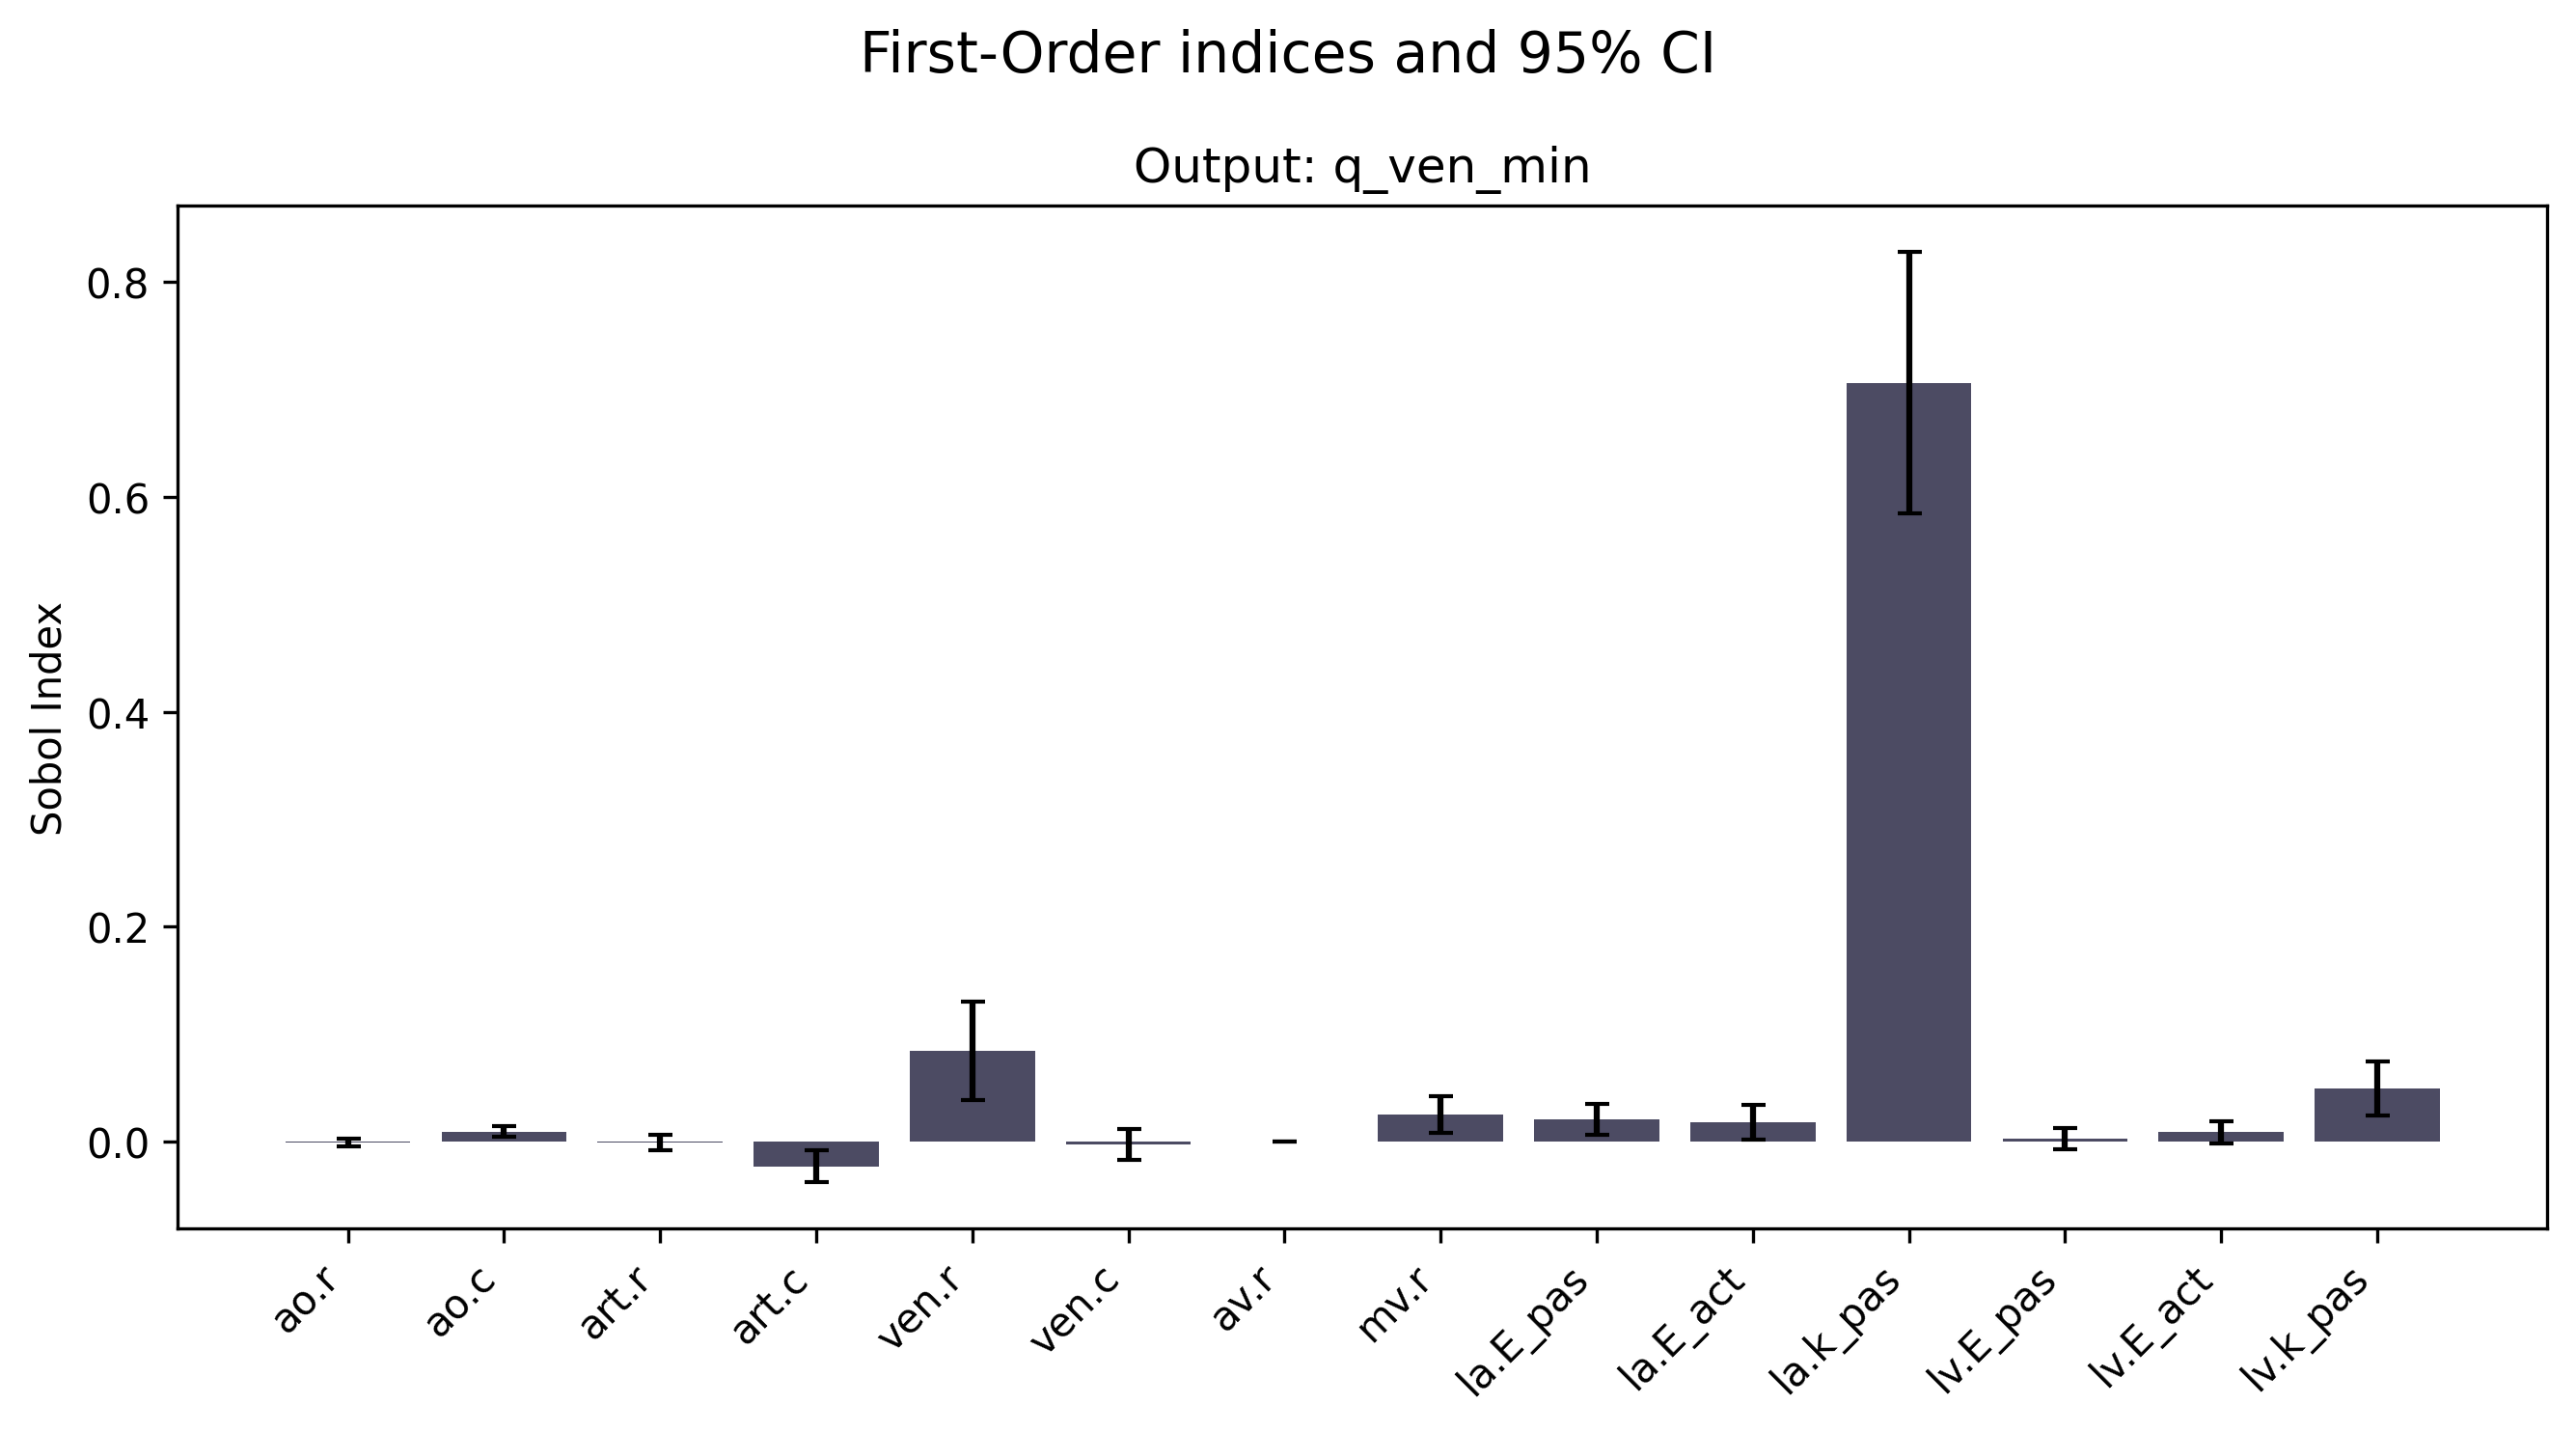 First-Order indices and 95% CI
Output: q_ven_min
Sobol Index
0.8
0.6
0.4
0.2
0.0
ao.r
ao.c
art.r
art.c
ven.r
ven.c
av.r
mv.r
la.E_pas
la.E_act
la.k_pas
lv.E_pas
lv.E_act
lv.k_pas